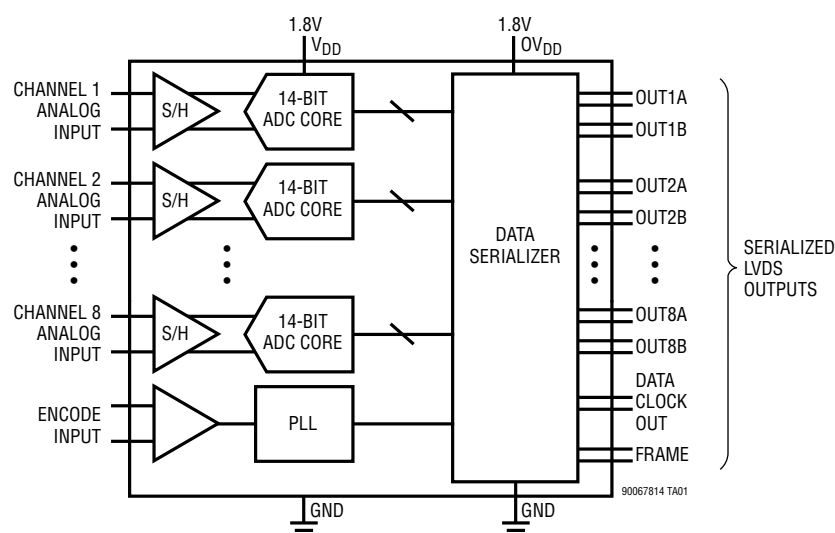 1.8V
VDD
1.8V
OVDD
CHANNEL 1
ANALOG
INPUT
S/H
14-BIT
ADC CORE
OUT1A
OUT1B
CHANNEL 2
ANALOG
INPUT
S/H
14-BIT
ADC CORE
OUT2A
OUT2B
DATA
SERIALIZER
SERIALIZED
LVDS
OUTPUTS
CHANNEL 8
ANALOG
INPUT
S/H
14-BIT
ADC CORE
OUT8A
OUT8B
ENCODE
INPUT
PLL
DATA
CLOCK
OUT
FRAME
90067814 TA01
GND
GND